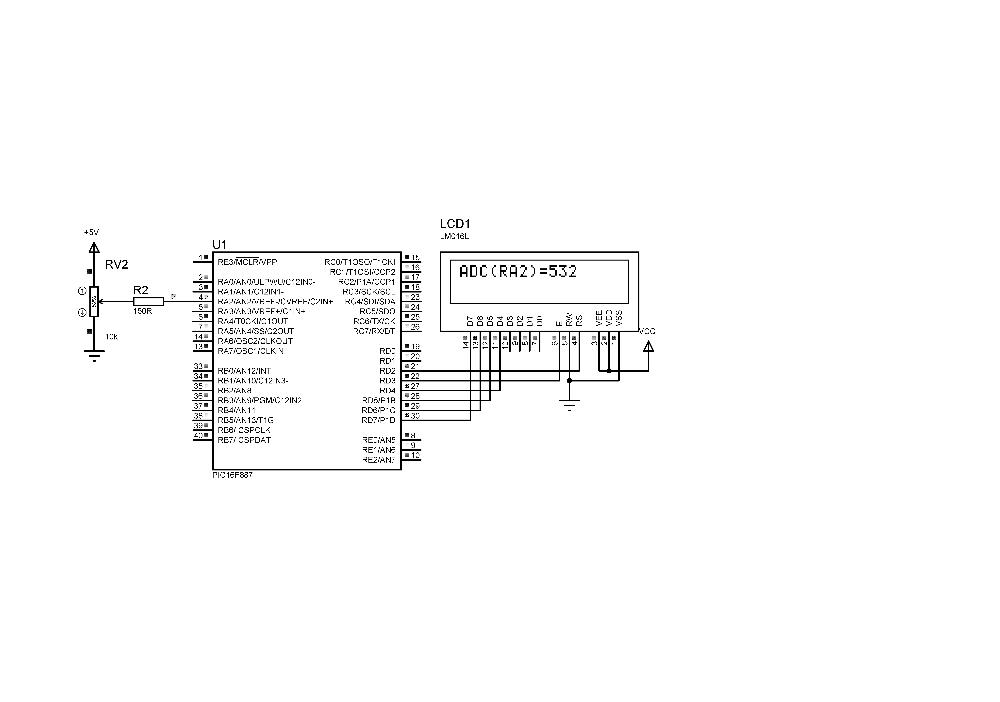 +5V
RV2
52%
10k
R2
150R
U1
1 RE3/MCLR/VPP
2 RA0/AN0/ULPWU/C12IN0-
3 RA1/AN1/C12IN1-
4 RA2/AN2/VREF-/CVREF/C2IN+
5 RA3/AN3/VREF+/C1IN+
6 RA4/T0CKI/C1OUT
7 RA5/AN4/SS/C2OUT
14 RA6/OSC2/CLKOUT
13 RA7/OSC1/CLKIN
33 RB0/AN12/INT
34 RB1/AN10/C12IN3-
35 RB2/AN8
36 RB3/AN9/PGM/C12IN2-
37 RB4/AN11
38 RB5/AN13/T1G
39 RB6/ICSPCLK
40 RB7/ICSPDAT
RC0/T1OSO/T1CKI 15
RC1/T1OSI/CCP2 16
RC2/P1A/CCP1 17
RC3/SCK/SCL 18
RC4/SDI/SDA 23
RC5/SDO 24
RC6/TX/CK 25
RC7/RX/DT 26
RD0 19
RD1 20
RD2 21
RD3 22
RD4 27
RD5/P1B 28
RD6/P1C 29
RD7/P1D 30
RE0/AN5 8
RE1/AN6 9
RE2/AN7 10
PIC16F887
LCD1
LM016L
ADC(RA2)=532
D7 D6 D5 D4 D3 D2 D1 D0 E RW RS VEE VDD VSS
14 13 12 11 10 9 8 7 6 5 4 3 2 1
VCC